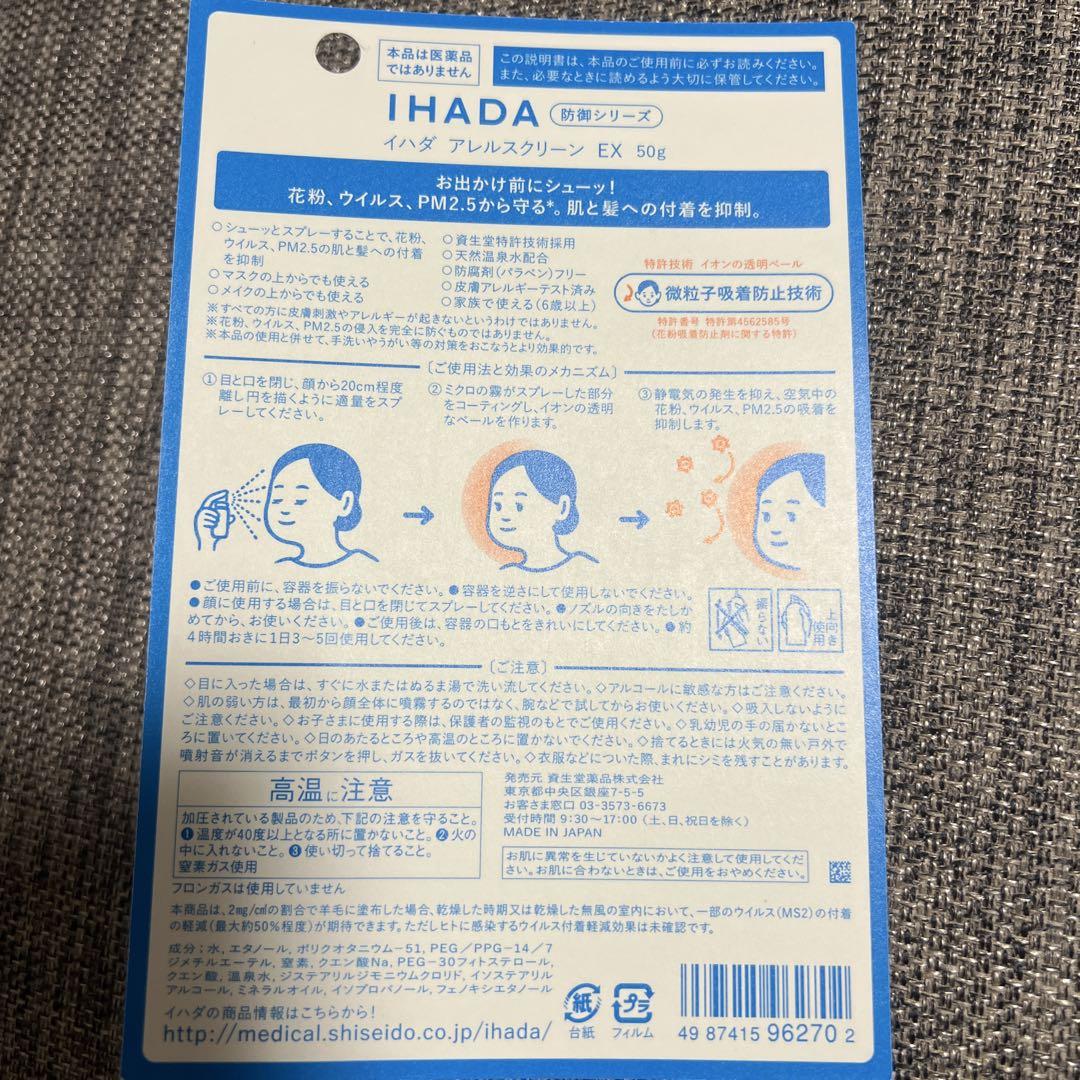 本品は医薬品
ではありません
この説明書は、本品のご使用前に必ずお読みください。
また、必要なときに読めるよう大切に保管してください。
IHADA 防御シリーズ
イハダ アレルスクリーン EX 50g
お出かけ前にシューッ!
花粉、ウイルス、PM2.5から守る*。肌と髪への付着を抑制。
○シューッとスプレーすることで、花粉、
ウイルス、PM2.5の肌と髪への付着
を抑制
○マスクの上からでも使える
○メイクの上からでも使える
○資生堂特許技術採用
○天然温泉水配合
○防腐剤(パラベン)フリー
○皮膚アレルギーテスト済み
○家族で使える(6歳以上)
特許技術 イオンの透明ベール
微粒子吸着防止技術
特許番号 特許第4562585号
(花粉吸着防止剤に関する特許)
※すべての方に皮膚刺激やアレルギーが起きないというわけではありません。
※花粉、ウイルス、PM2.5の侵入を完全に防ぐものではありません。
※本品の使用と併せて、手洗いやうがい等の対策をおこなうとより効果的です。
〔ご使用法と効果のメカニズム〕
①目と口を閉じ、顔から20cm程度
離し円を描くように適量をスプ
レーしてください。
②ミクロの霧がスプレーした部分
をコーティングし、イオンの透明
なベールを作ります。
③静電気の発生を抑え、空気中の
花粉、ウイルス、PM2.5の吸着を
抑制します。
●ご使用前に、容器を振らないでください。●容器を逆さにして使用しないでください。
●顔に使用する場合は、目と口を閉じてスプレーしてください。●ノズルの向きをたしか
めてから、お使いください。●ご使用後は、容器の口もとをきれいにしてください。●約
4時間おきに1日3〜5回使用してください。
振らない
上向き
使用
〔ご注意〕
◇目に入った場合は、すぐに水またはぬるま湯で洗い流してください。◇アルコールに敏感な方はご注意ください。
◇肌の弱い方は、最初から顔全体に噴霧するのではなく、腕などで試してからお使いください。◇吸入しないように
ご注意ください。◇お子さまに使用する際は、保護者の監視のもとでご使用ください。◇乳幼児の手の届かないとこ
ろに置いてください。◇日のあたるところや高温のところに置かないでください。◇捨てるときには火気の無い戸外で
噴射音が消えるまでボタンを押し、ガスを抜いてください。◇衣服などについた際、まれにシミを残すことがあります。
高温に注意
加圧されている製品のため、下記の注意を守ること。
❶温度が40度以上となる所に置かないこと。❷火の
中に入れないこと。❸使い切って捨てること。
窒素ガス使用
フロンガスは使用していません
発売元 資生堂薬品株式会社
東京都中央区銀座7-5-5
お客さま窓口 03-3573-6673
受付時間 9:30〜17:00(土、日、祝日を除く)
MADE IN JAPAN
お肌に異常を生じていないかよく注意して使用してくだ
さい。お肌に合わないときは、ご使用をおやめください。
本商品は、2mg/c㎡の割合で羊毛に塗布した場合、乾燥した時期又は乾燥した無風の室内において、一部のウイルス(MS2)の付着
の軽減(最大約50%程度)が期待できます。ただしヒトに感染するウイルス付着軽減効果は未確認です。
成分;水、エタノール、ポリクオタニウム-51、PEG/PPG-14/7
ジメチルエーテル、窒素、クエン酸Na、PEG-30フィトステロール、
クエン酸、温泉水、ジステアリルジモニウムクロリド、イソステアリル
アルコール、ミネラルオイル、イソプロパノール、フェノキシエタノール
イハダの商品情報はこちらから!
http://medical.shiseido.co.jp/ihada/
紙
台紙
プラ
フィルム
4987415962702